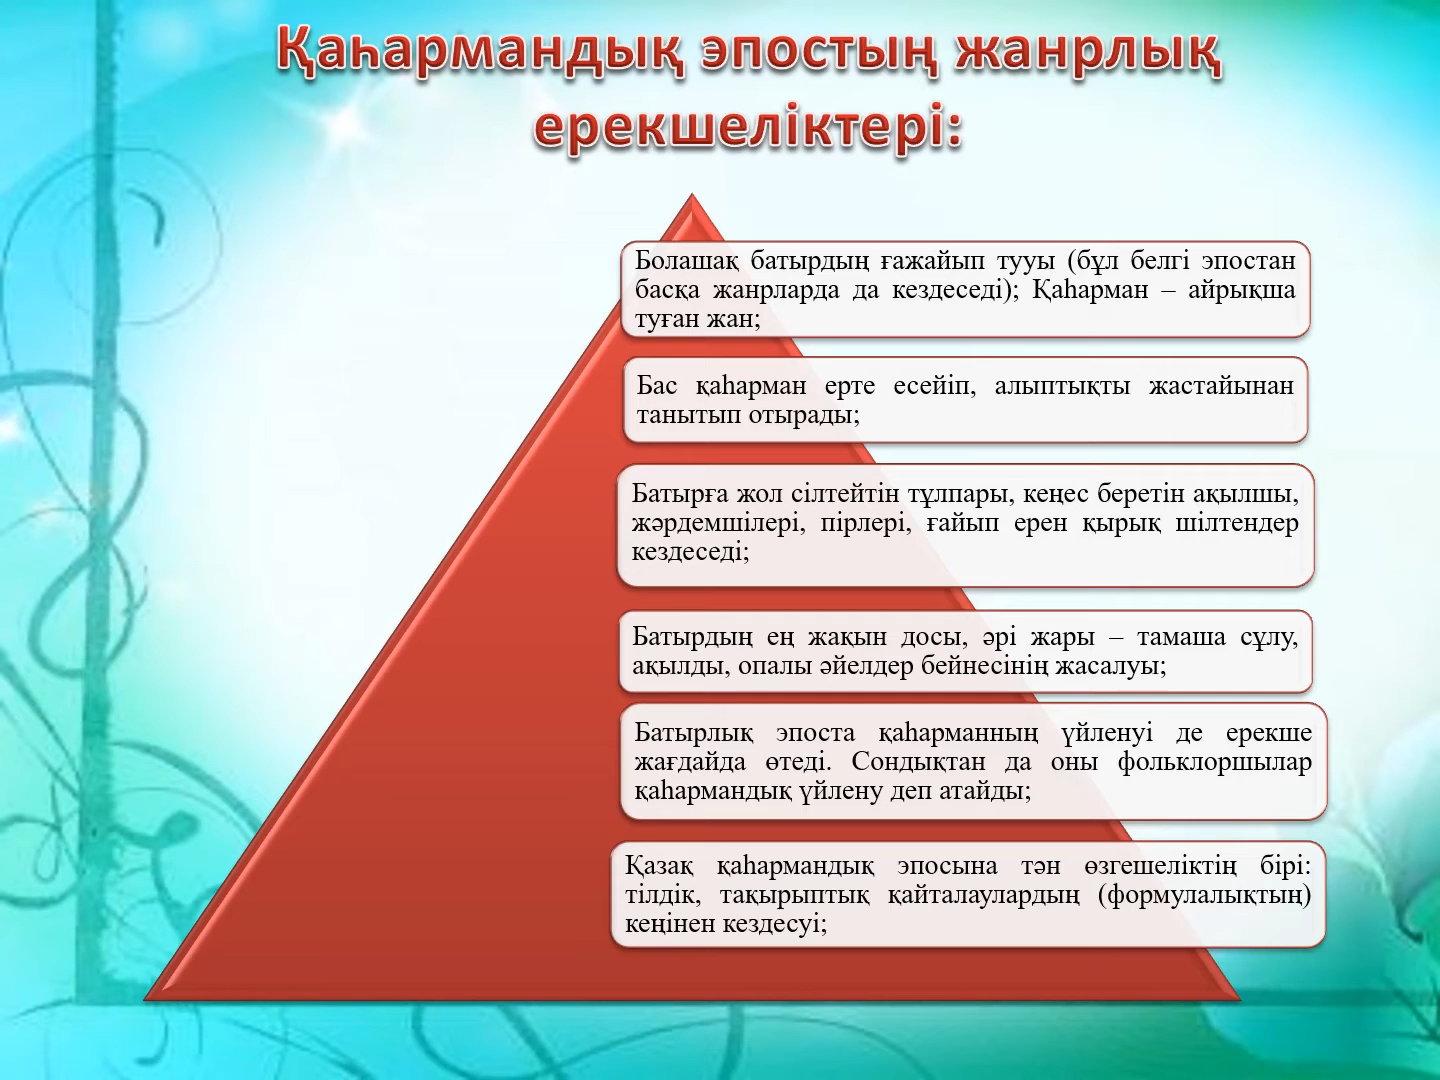 Қаһармандық эпостың жанрлық
ерекшеліктері:
Болашақ батырдың ғажайып тууы (бұл белгі эпостан
басқа жанрларда да кездеседі); Қаһарман – айрықша
туған жан;
Бас қаһарман ерте есейіп, алыптықты жастайынан
танытып отырады;
Батырға жол сілтейтін тұлпары, кеңес беретін ақылшы,
жәрдемшілері, пірлері, ғайып ерен қырық шілтендер
кездеседі;
Батырдың ең жақын досы, әрі жары – тамаша сұлу,
ақылды, опалы әйелдер бейнесінің жасалуы;
Батырлық эпоста қаһарманның үйленуі де ерекше
жағдайда өтеді. Сондықтан да оны фольклоршылар
қаһармандық үйлену деп атайды;
Қазақ қаһармандық эпосына тән өзгешеліктің бірі:
тілдік, тақырыптық қайталаулардың (формулалықтың)
кеңінен кездесуі;